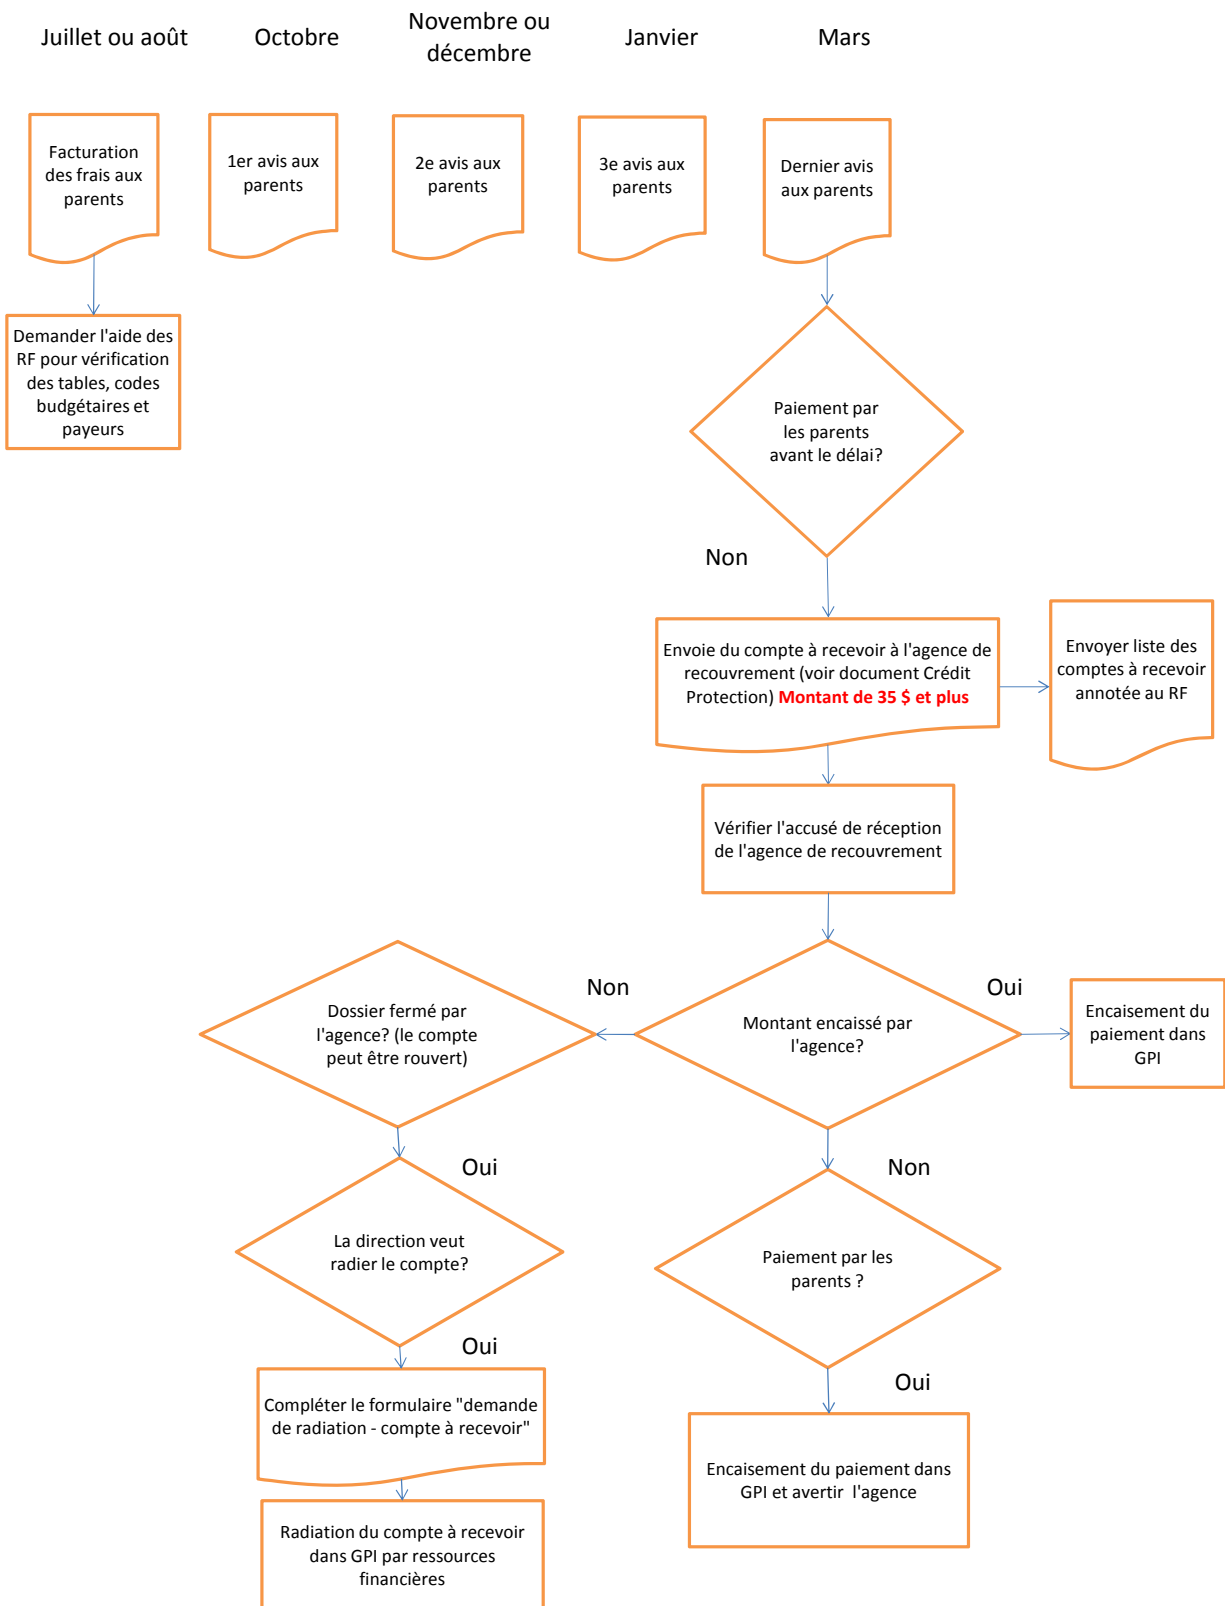 Juillet ou août
Octobre
Novembre ou
décembre
Janvier
Mars
Facturation
des frais aux
parents
1er avis aux
parents
2e avis aux
parents
3e avis aux
parents
Dernier avis
aux parents
Demander l'aide des
RF pour vérification
des tables, codes
budgétaires et
payeurs
Paiement par
les parents
avant le délai?
Non
Envoie du compte à recevoir à l'agence de
recouvrement (voir document Crédit
Protection) Montant de 35 $ et plus
Envoyer liste des
comptes à recevoir
annotée au RF
Vérifier l'accusé de réception
de l'agence de recouvrement
Non
Oui
Dossier fermé par
l'agence? (le compte
peut être rouvert)
Montant encaissé par
l'agence?
Encaisement du
paiement dans
GPI
Oui
Non
La direction veut
radier le compte?
Paiement par les
parents ?
Oui
Oui
Compléter le formulaire "demande
de radiation - compte à recevoir"
Encaisement du paiement dans
GPI et avertir  l'agence
Radiation du compte à recevoir
dans GPI par ressources
financières